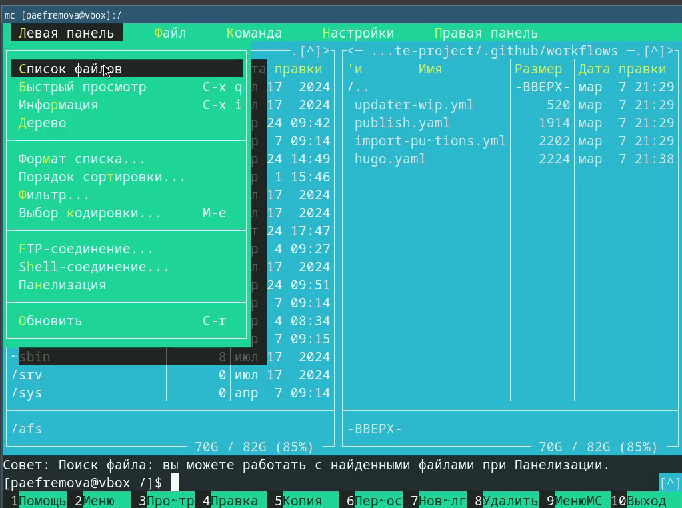 mc [paefremova@vbox]:/
Левая панель Файл Команда Настройки Правая панель
.[^]> <— ...te-project/.github/workflows —.[^]>
Список файлов та правки 'и Имя Размер Дата правки
Быстрый просмотр C-x q л 17 2024 /.. -ВВЕРХ- мар 7 21:29
Информация C-x i л 17 2024 updater-wip.yml 520 мар 7 21:29
Дерево 24 09:42 publish.yaml 1914 мар 7 21:29
7 09:14 import-pu~tions.yml 2202 мар 7 21:29
Формат списка... 24 14:49 hugo.yaml 2224 мар 7 21:38
Порядок сортировки... р 1 15:46
Фильтр... л 17 2024
Выбор кодировки... M-e л 17 2024
т 24 17:47
FTP-соединение... р 4 09:27
Shell-соединение... л 17 2024
Панелизация р 24 09:51
р 7 09:14
Обновить C-r р 4 08:34
р 7 09:15
~sbin 8 июл 17 2024
/srv 0 июл 17 2024
/sys 0 апр 7 09:14
/afs -ВВЕРХ-
70G / 82G (85%) 70G / 82G (85%)
Совет: Поиск файла: вы можете работать с найденными файлами при Панелизации.
[paefremova@vbox /]$ [^]
1Помощь 2Меню 3Про~тр 4Правка 5Копия 6Пер~ос 7Нов~лг 8Удалить 9МенюMC 10Выход